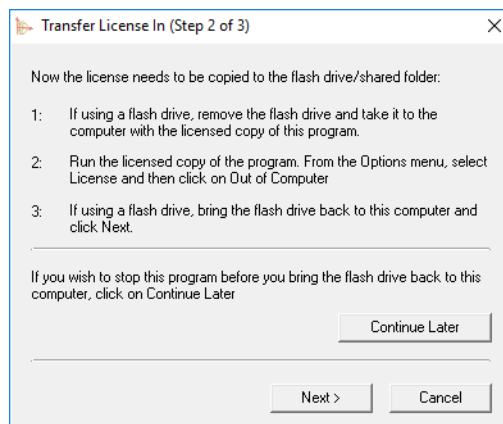 Transfer License In (Step 2 of 3)
Now the license needs to be copied to the flash drive/shared folder:
1: If using a flash drive, remove the flash drive and take it to the
computer with the licensed copy of this program.
2: Run the licensed copy of the program. From the Options menu, select
License and then click on Out of Computer
3: If using a flash drive, bring the flash drive back to this computer and
click Next.
If you wish to stop this program before you bring the flash drive back to this
computer, click on Continue Later
Continue Later
Next > Cancel